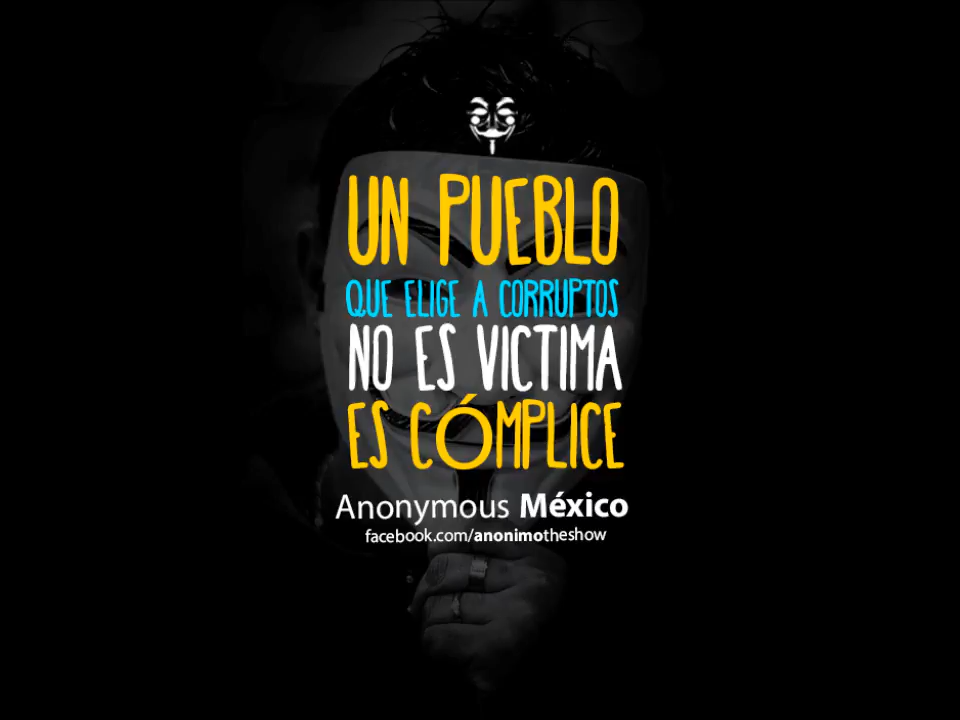 UN PUEBLO
QUE ELIGE A CORRUPTOS
NO ES VICTIMA
ES CÓMPLICE
Anonymous México
facebook.com/anonimotheshow